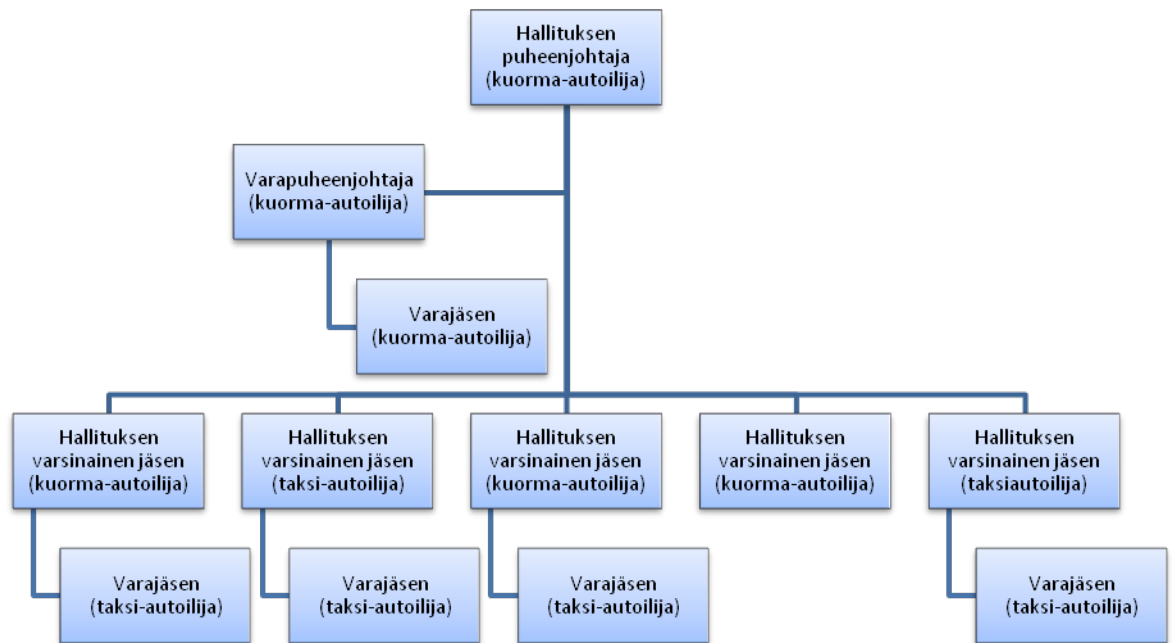 Hallituksen
puheenjohtaja
(kuorma-autoilija)
Varapuheenjohtaja
(kuorma-autoilija)
Varajäsen
(kuorma-autoilija)
Hallituksen
varsinainen jäsen
(kuorma-autoilija)
Hallituksen
varsinainen jäsen
(taksi-autoilija)
Hallituksen
varsinainen jäsen
(kuorma-autoilija)
Hallituksen
varsinainen jäsen
(kuorma-autoilija)
Hallituksen
varsinainen jäsen
(taksiautoilija)
Varajäsen
(taksi-autoilija)
Varajäsen
(taksi-autoilija)
Varajäsen
(taksi-autoilija)
Varajäsen
(taksi-autoilija)